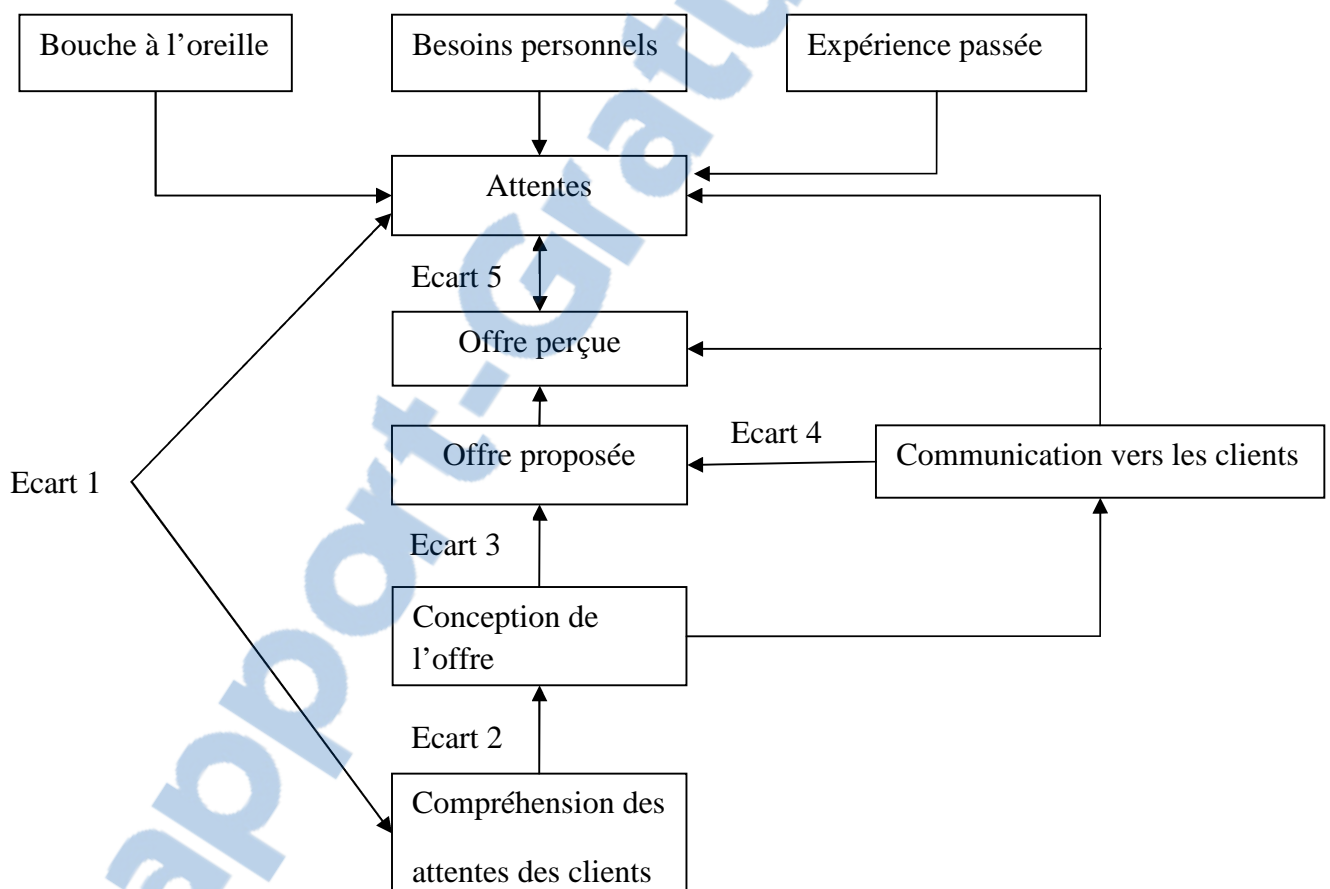 Bouche à l’oreille
Besoins personnels
Expérience passée
Attentes
Ecart 5
Offre perçue
Ecart 4
Offre proposée
Communication vers les clients
Ecart 1
Ecart 3
Conception de
l’offre
Ecart 2
Compréhension des
attentes des clients